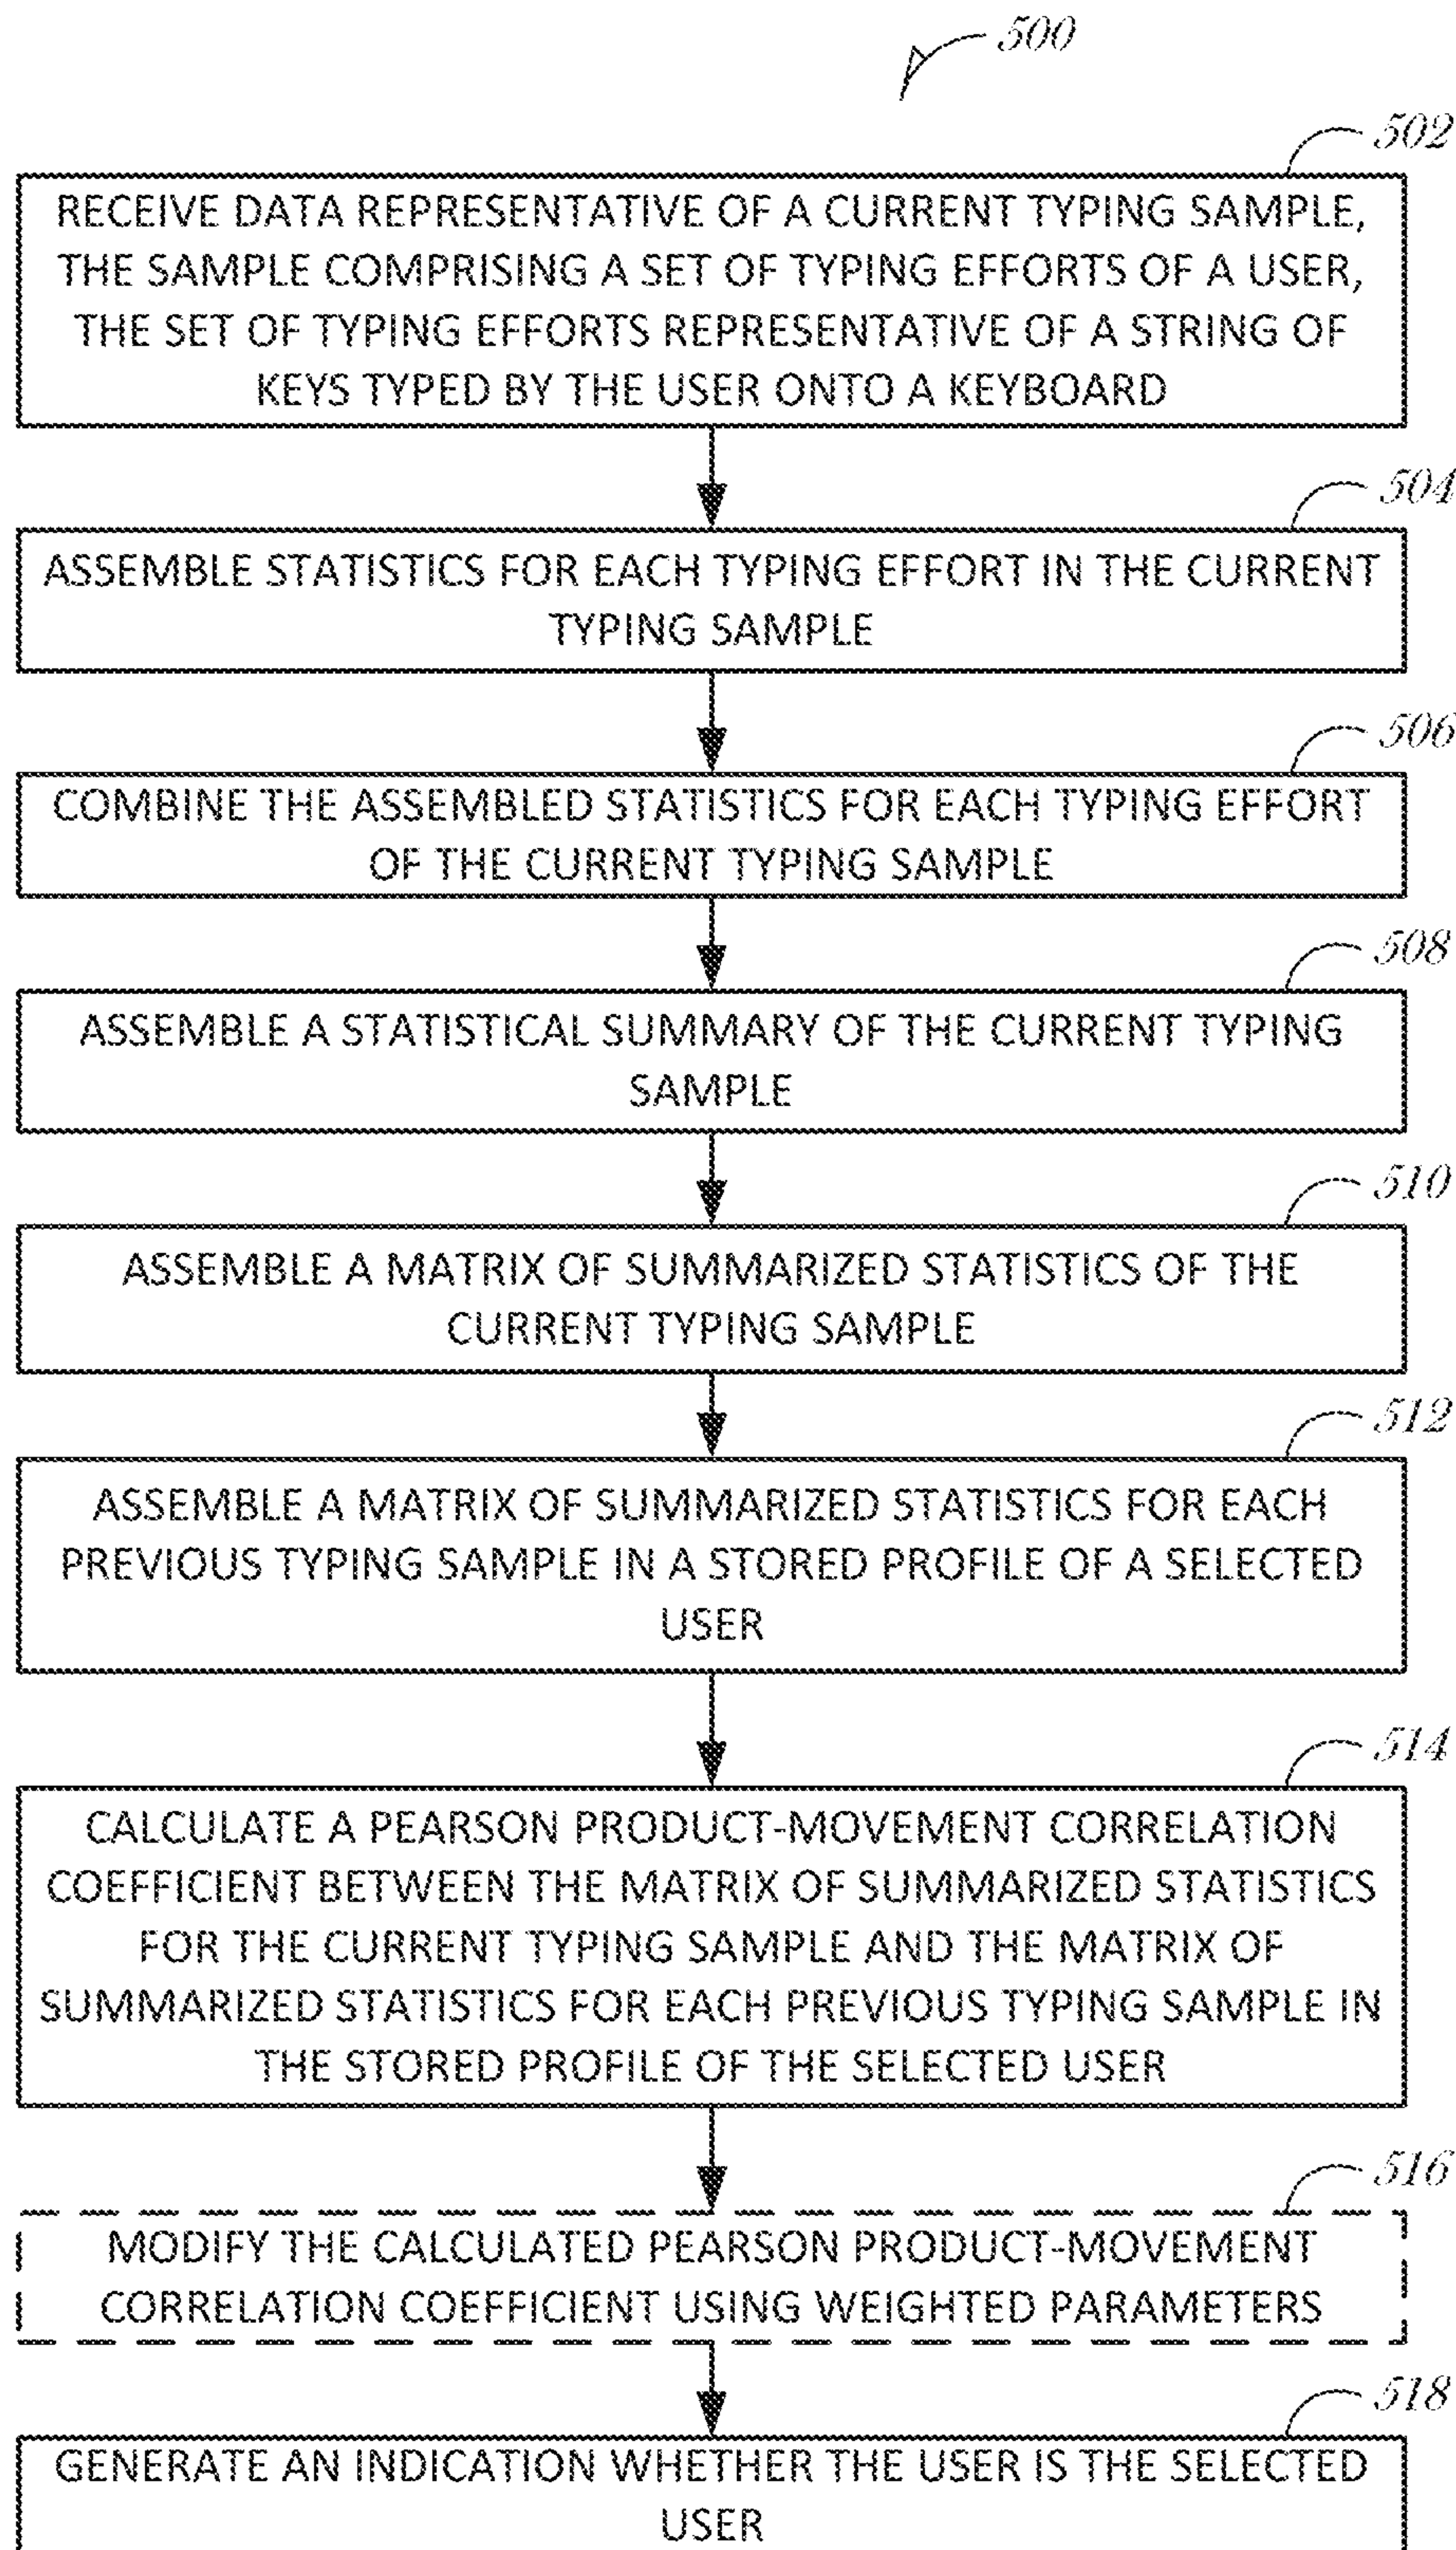 500
502
RECEIVE DATA REPRESENTATIVE OF A CURRENT TYPING SAMPLE,
THE SAMPLE COMPRISING A SET OF TYPING EFFORTS OF A USER,
THE SET OF TYPING EFFORTS REPRESENTATIVE OF A STRING OF
KEYS TYPED BY THE USER ONTO A KEYBOARD
504
ASSEMBLE STATISTICS FOR EACH TYPING EFFORT IN THE CURRENT
TYPING SAMPLE
506
COMBINE THE ASSEMBLED STATISTICS FOR EACH TYPING EFFORT
OF THE CURRENT TYPING SAMPLE
508
ASSEMBLE A STATISTICAL SUMMARY OF THE CURRENT TYPING
SAMPLE
510
ASSEMBLE A MATRIX OF SUMMARIZED STATISTICS OF THE
CURRENT TYPING SAMPLE
512
ASSEMBLE A MATRIX OF SUMMARIZED STATISTICS FOR EACH
PREVIOUS TYPING SAMPLE IN A STORED PROFILE OF A SELECTED
USER
514
CALCULATE A PEARSON PRODUCT-MOVEMENT CORRELATION
COEFFICIENT BETWEEN THE MATRIX OF SUMMARIZED STATISTICS
FOR THE CURRENT TYPING SAMPLE AND THE MATRIX OF
SUMMARIZED STATISTICS FOR EACH PREVIOUS TYPING SAMPLE IN
THE STORED PROFILE OF THE SELECTED USER
516
MODIFY THE CALCULATED PEARSON PRODUCT-MOVEMENT
CORRELATION COEFFICIENT USING WEIGHTED PARAMETERS
518
GENERATE AN INDICATION WHETHER THE USER IS THE SELECTED
USER